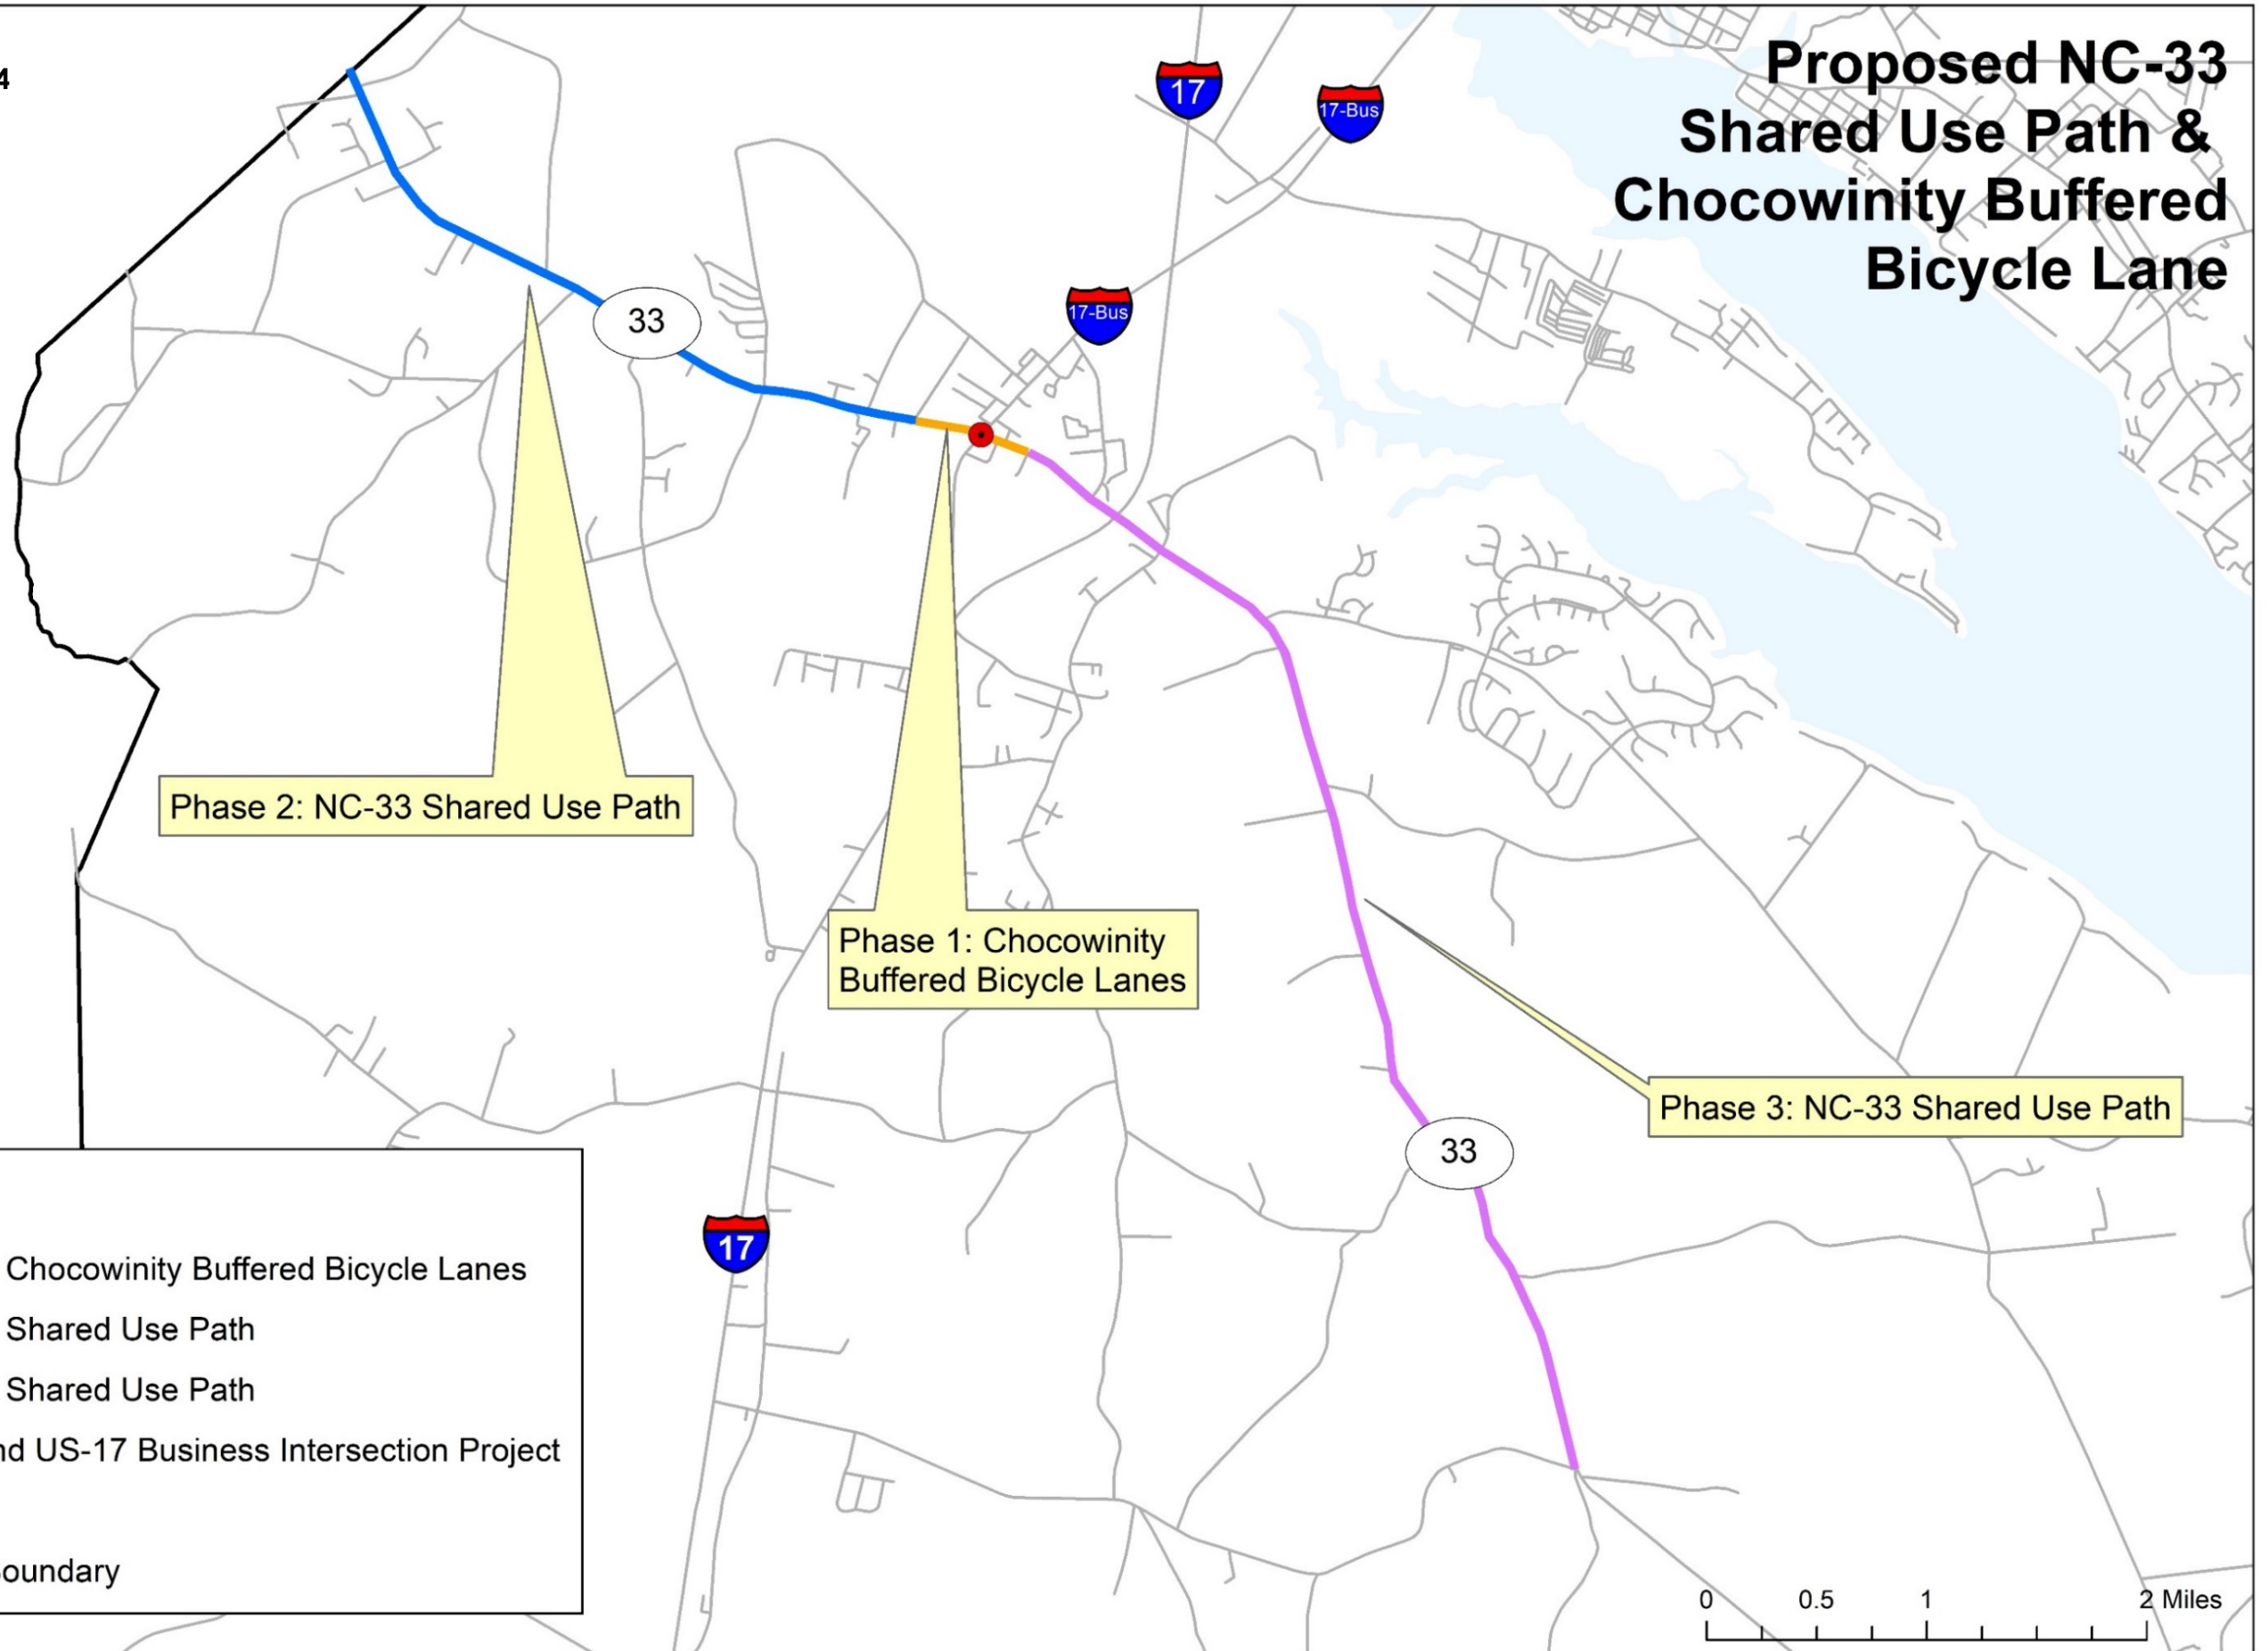 4
Proposed NC-33
Shared Use Path &
Chocowinity Buffered
Bicycle Lane
17
17-Bus
17-Bus
33
Phase 2: NC-33 Shared Use Path
Phase 1: Chocowinity
Buffered Bicycle Lanes
Phase 3: NC-33 Shared Use Path
33
17
Chocowinity Buffered Bicycle Lanes
Shared Use Path
Shared Use Path
nd US-17 Business Intersection Project
oundary
0 0.5 1 2 Miles